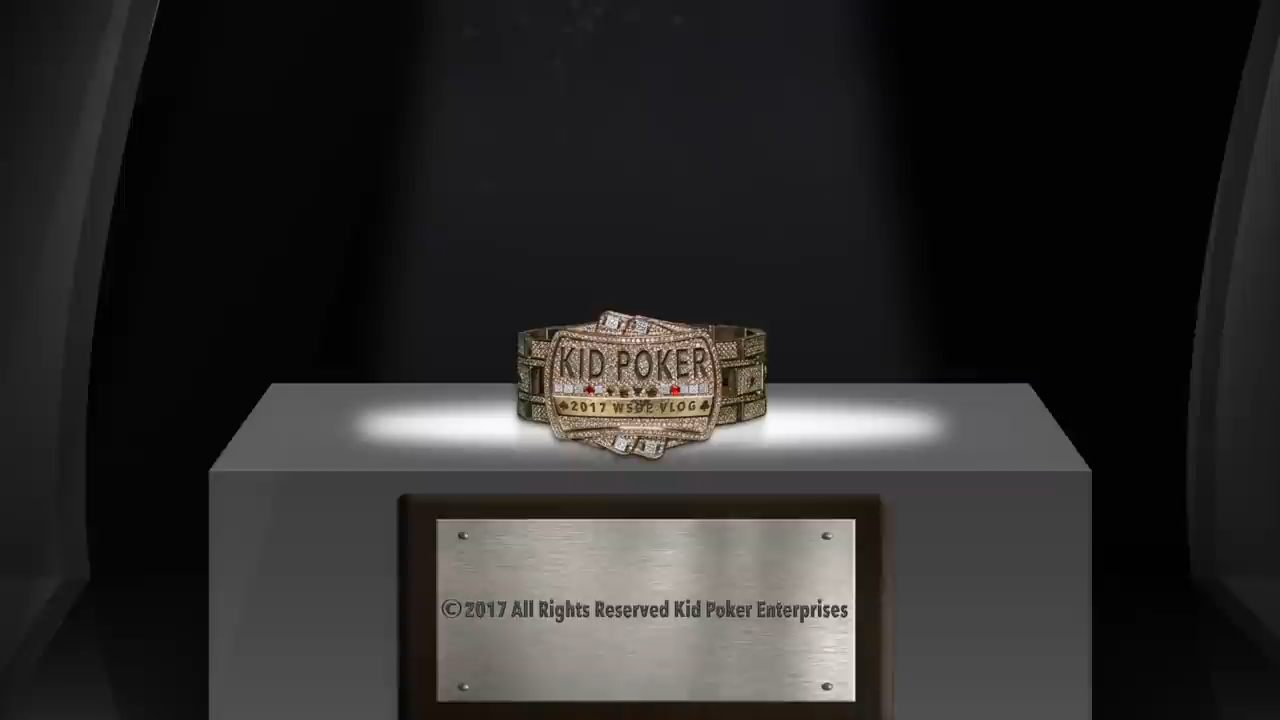 KID POKER
2017 WSOP VLOG
© 2017 All Rights Reserved Kid Poker Enterprises